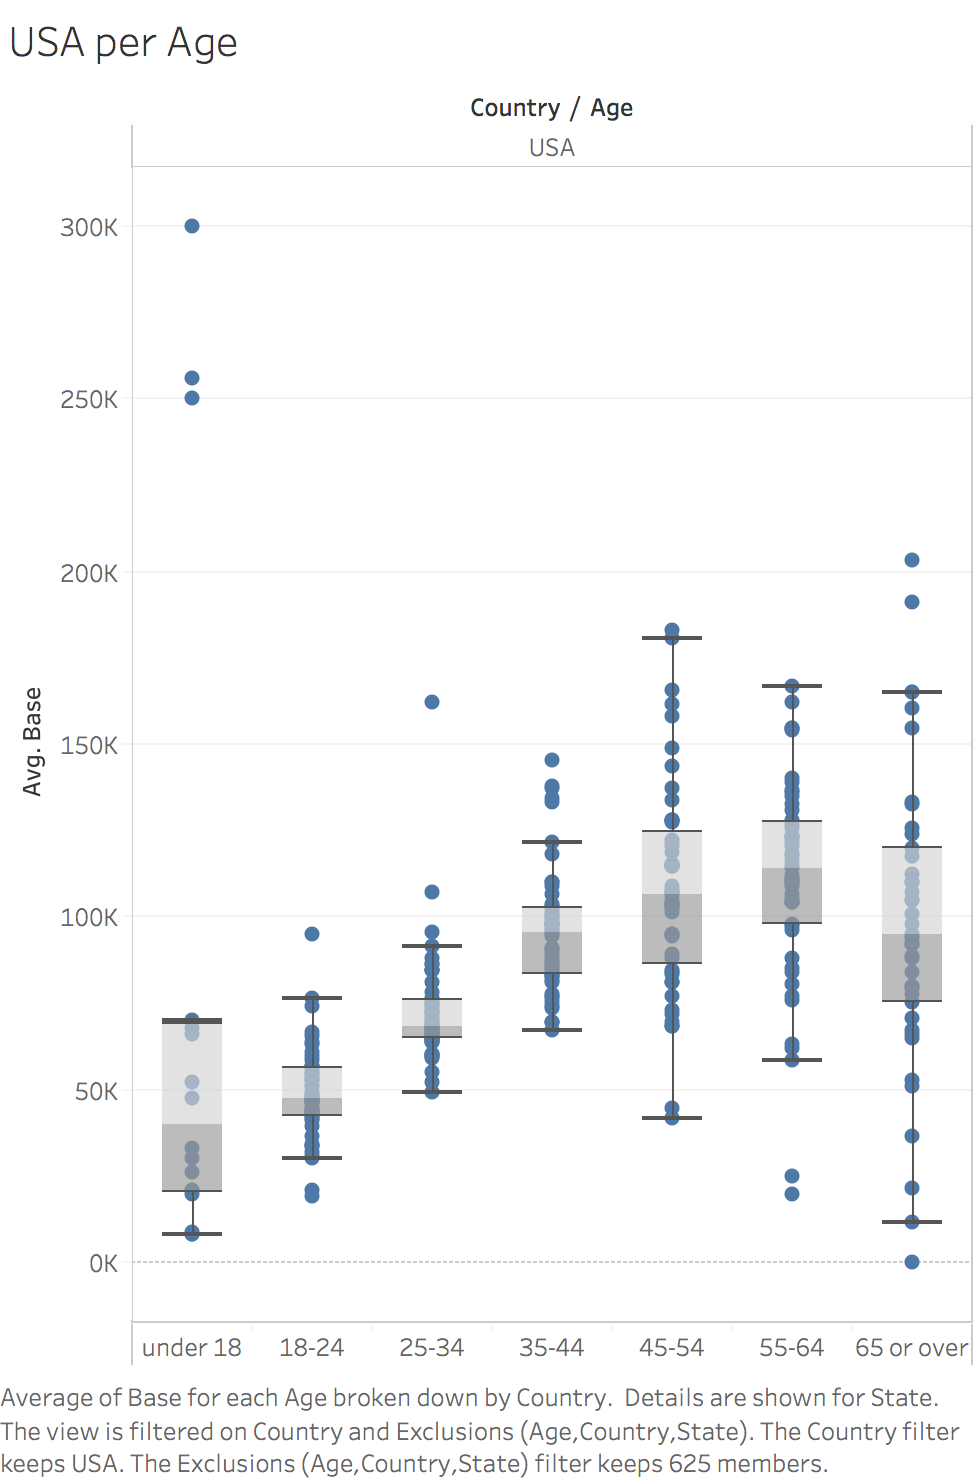 USA per Age
Country / Age
USA
300K
250K
200K
150K
100K
50K
0K
Avg. Base
under 18 18-24 25-34 35-44 45-54 55-64 65 or over
Average of Base for each Age broken down by Country.  Details are shown for State.
The view is filtered on Country and Exclusions (Age,Country,State). The Country filter
keeps USA. The Exclusions (Age,Country,State) filter keeps 625 members.